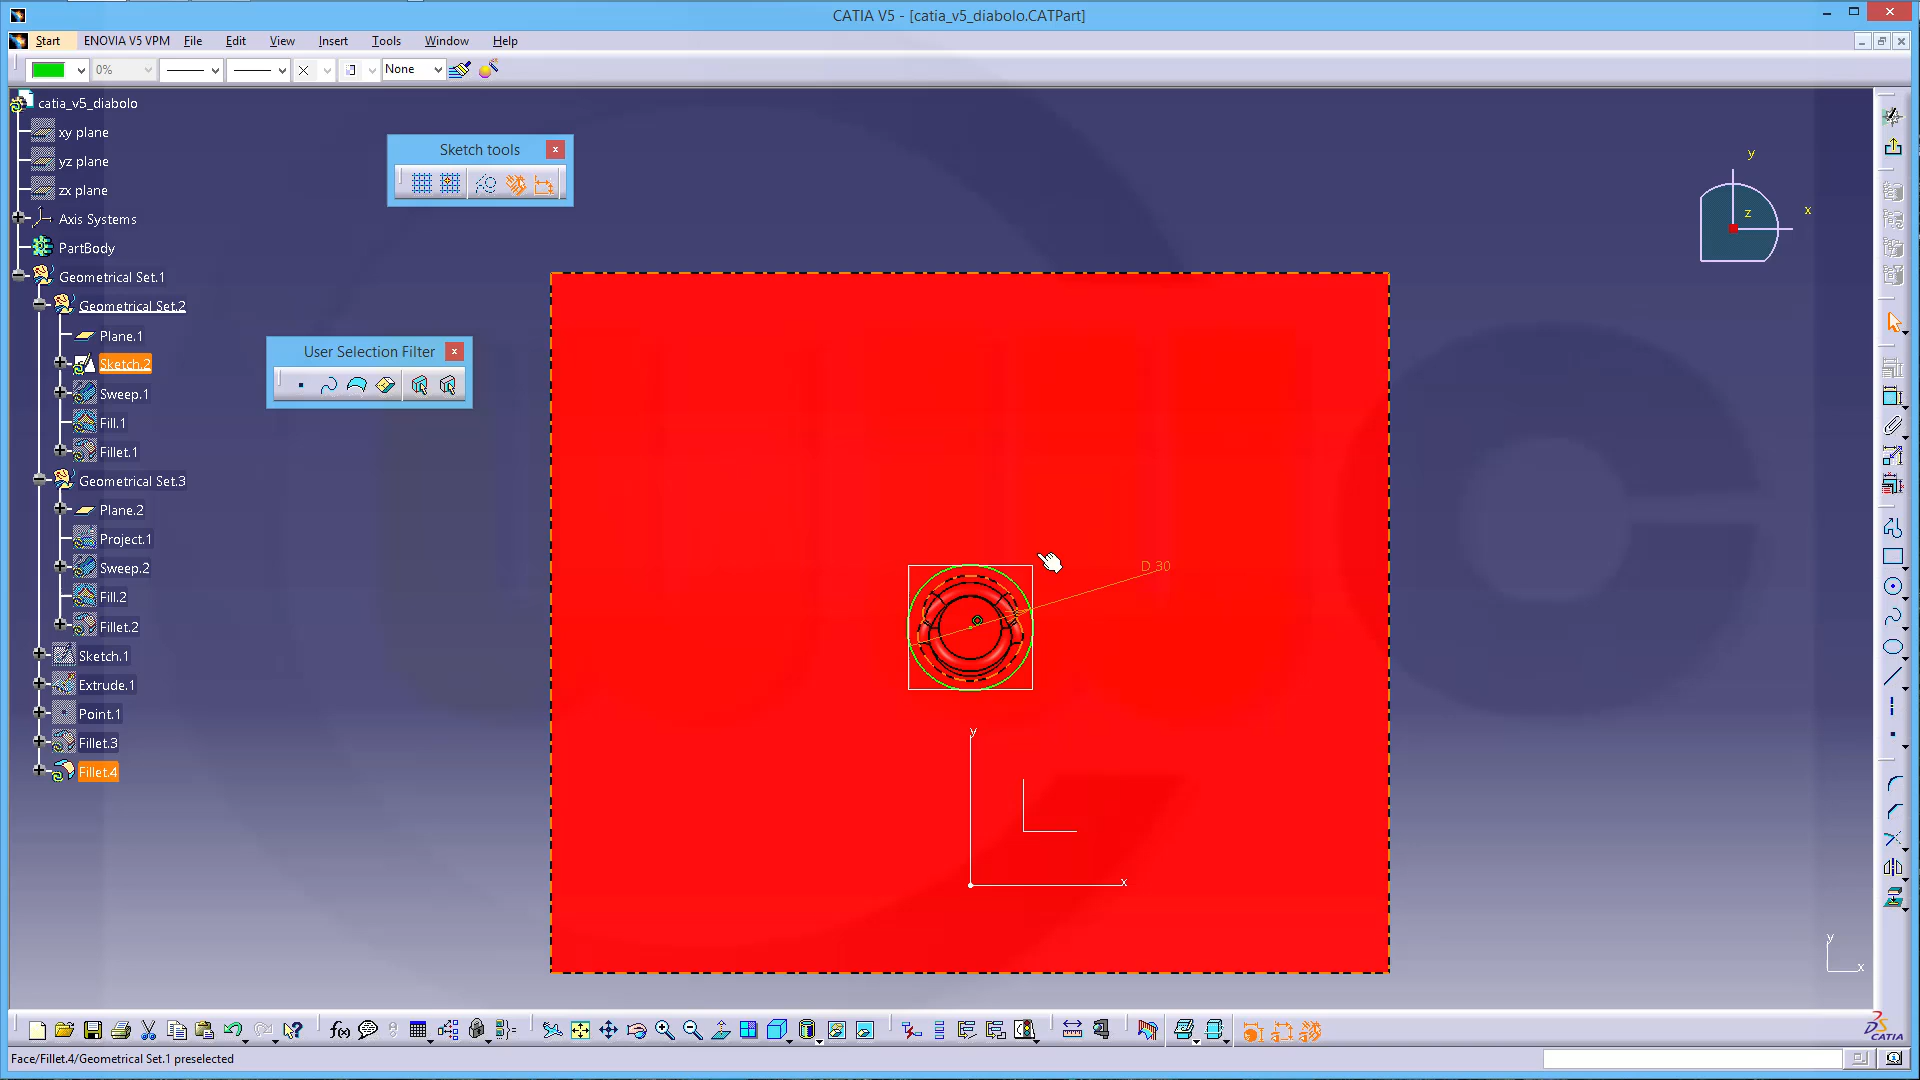 CATIA V5 - [catia_v5_diabolo.CATPart]
Start ENOVIA V5 VPM File Edit View Insert Tools Window Help
0% None
catia_v5_diabolo
xy plane
yz plane
zx plane
Axis Systems
PartBody
Geometrical Set.1
Geometrical Set.2
Plane.1
Sketch.2
Sweep.1
Fill.1
Fillet.1
Geometrical Set.3
Plane.2
Project.1
Sweep.2
Fill.2
Fillet.2
Sketch.1
Extrude.1
Point.1
Fillet.3
Fillet.4
Sketch tools
User Selection Filter
y
x
z
D 30
y
x
y
x
f(x)
CATIA
Face/Fillet.4/Geometrical Set.1 preselected